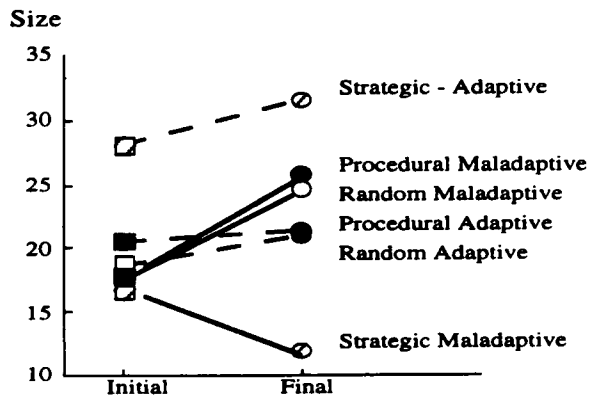 Size
35
Strategic - Adaptive
30
Procedural Maladaptive
25
Random Maladaptive
Procedural Adaptive
20
Random Adaptive
15
Strategic Maladaptive
10
Initial Final